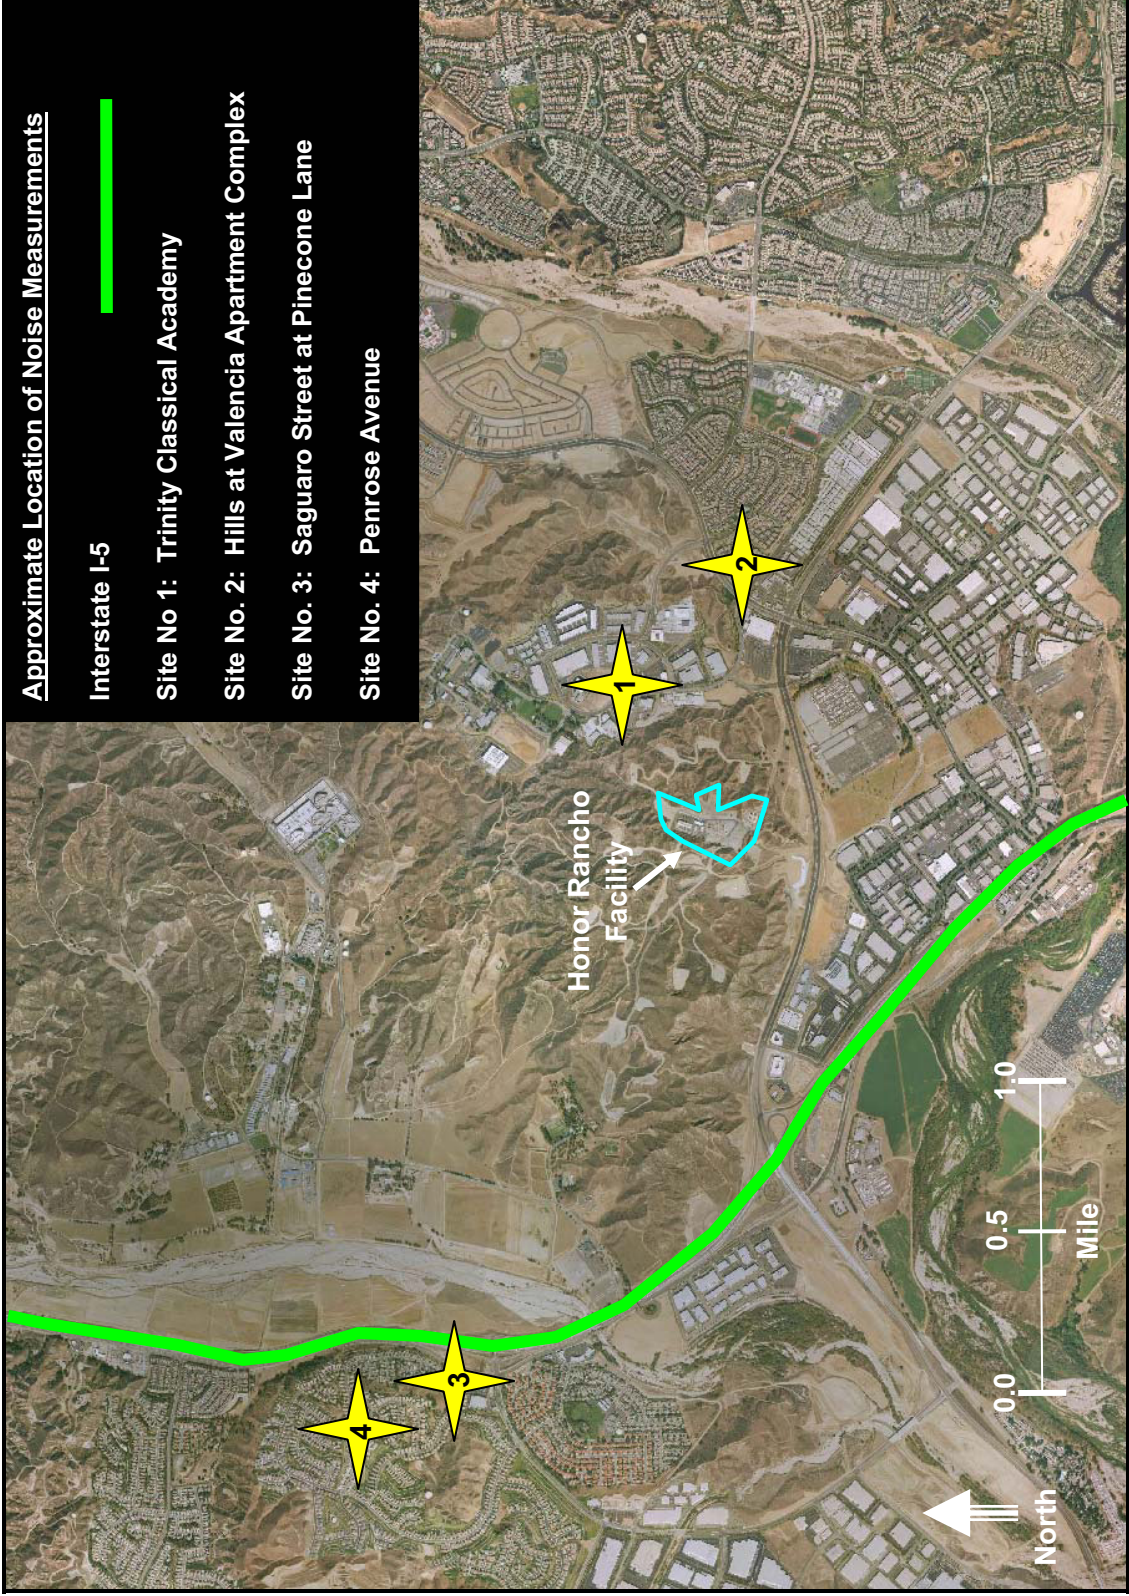 Approximate Location of Noise Measurements
Interstate I-5
Site No 1: Trinity Classical Academy
Site No. 2: Hills at Valencia Apartment Complex
Site No. 3: Saguaro Street at Pinecone Lane
Site No. 4: Penrose Avenue
1
2
Honor Rancho
Facility
3
4
0.0 0.5 1.0
Mile
North